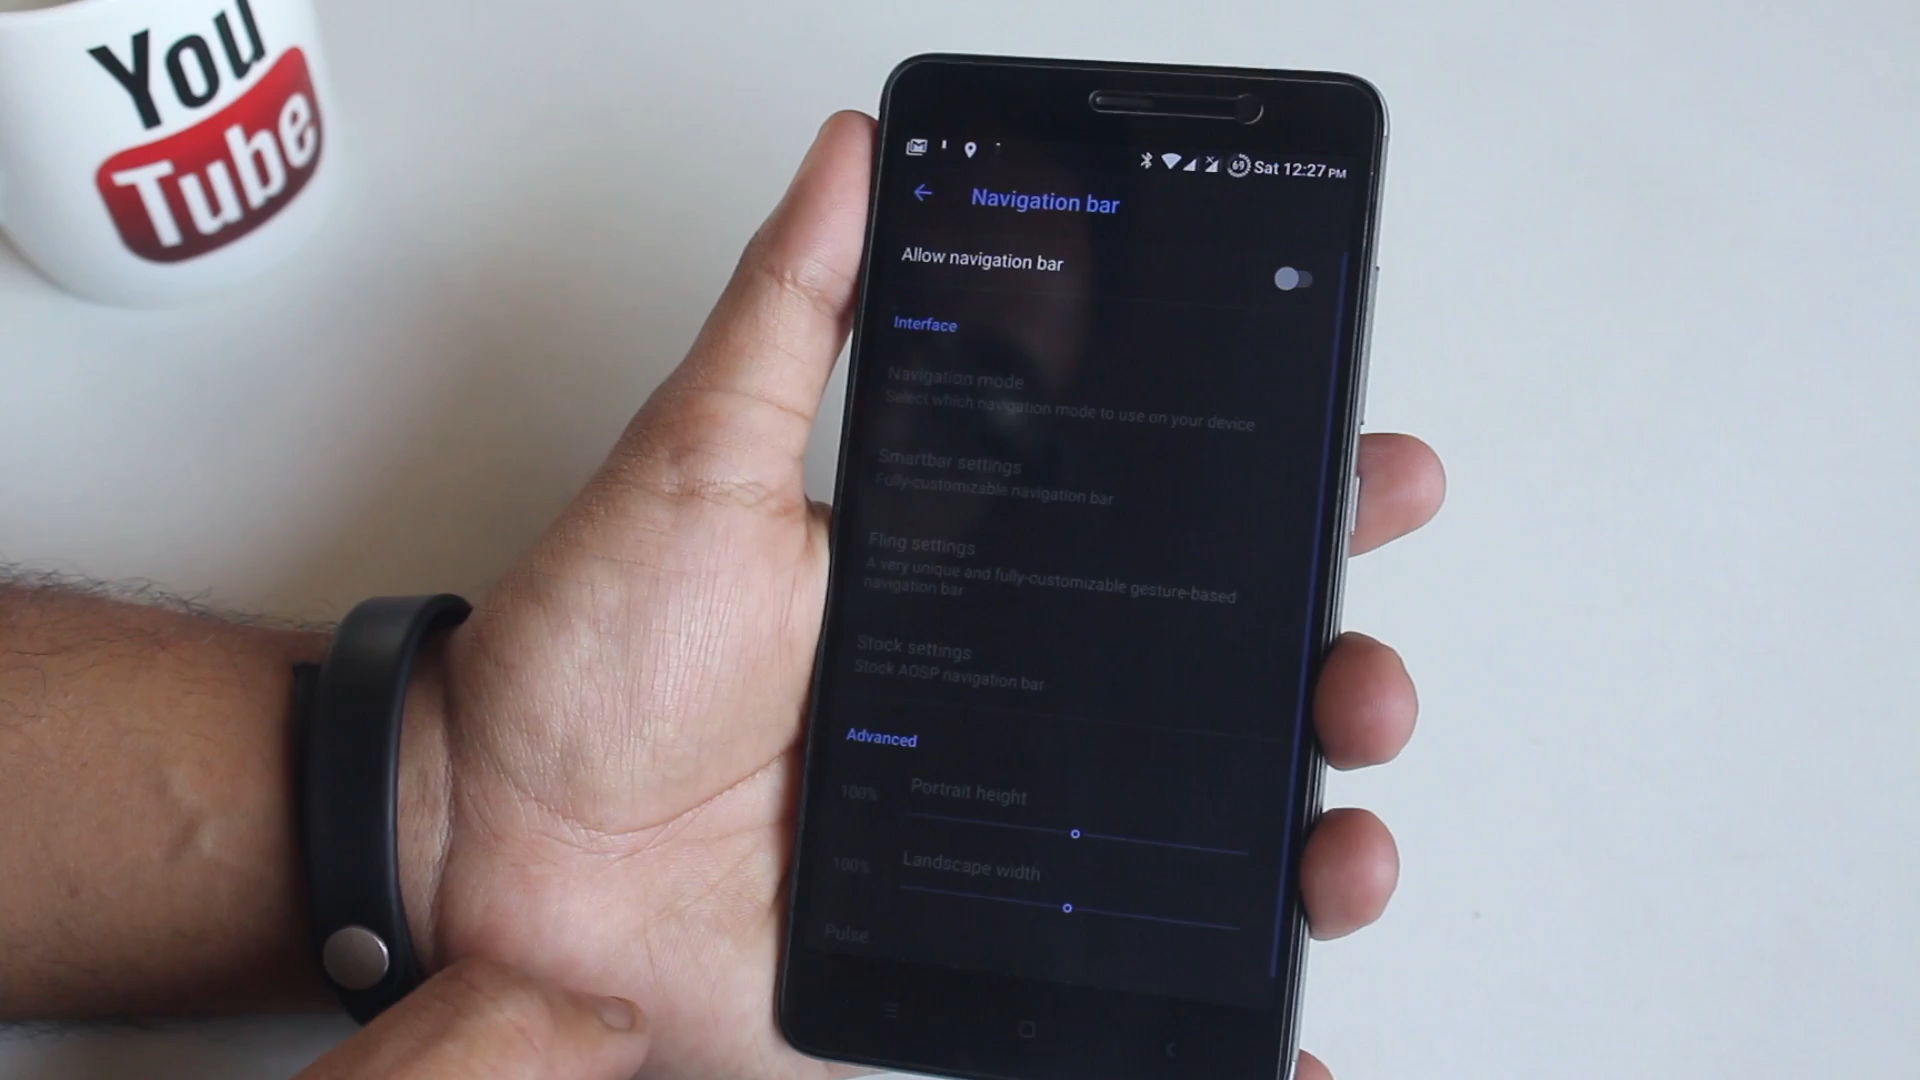 You
Tube
69 Sat 12:27 PM
Navigation bar
Allow navigation bar
Interface
Navigation mode
Select which navigation mode to use on your device
Smartbar settings
Fully-customizable navigation bar
Fling settings
A very unique and fully-customizable gesture-based
navigation bar
Stock settings
Stock AOSP navigation bar
Advanced
100% Portrait height
100% Landscape width
Pulse